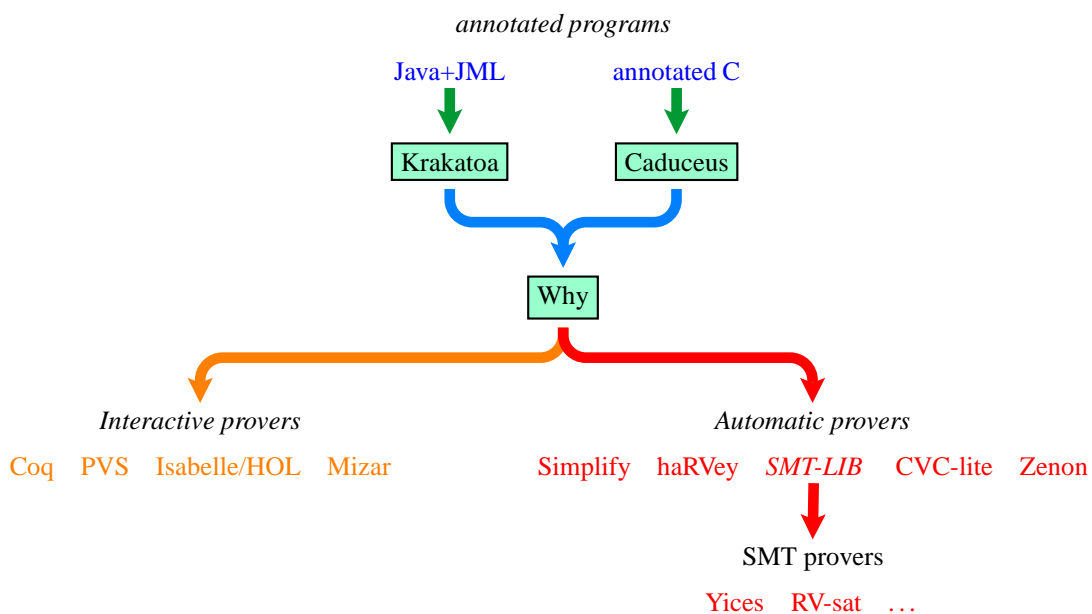 annotated programs
Java+JML annotated C
Krakatoa Caduceus
Why
Interactive provers Automatic provers
Coq PVS Isabelle/HOL Mizar Simplify haRVey SMT-LIB CVC-lite Zenon
SMT provers
Yices RV-sat ...